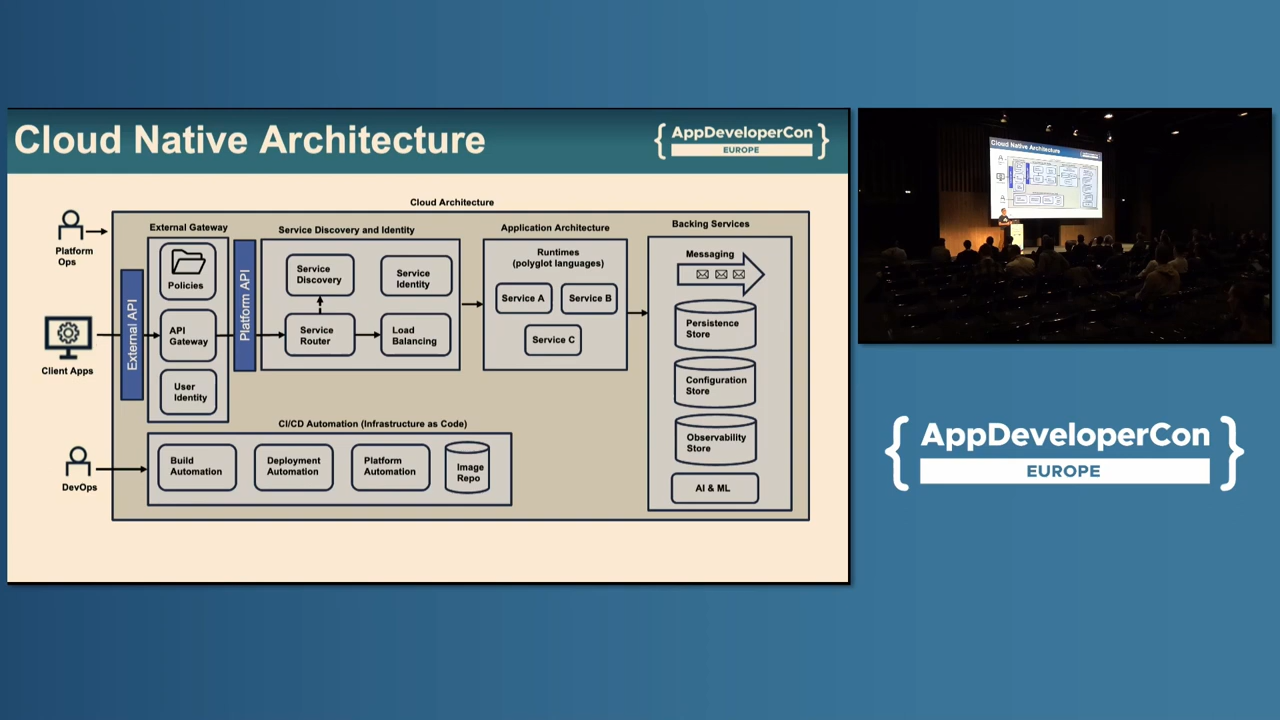 Cloud Native Architecture
{ AppDeveloperCon }
EUROPE
Cloud Architecture
Platform
Ops
Client Apps
DevOps
External API
External Gateway
Policies
API
Gateway
User
Identity
Platform API
Service Discovery and Identity
Service
Discovery
Service
Identity
Service
Router
Load
Balancing
Application Architecture
Runtimes
(polyglot languages)
Service A
Service B
Service C
Backing Services
Messaging
Persistence
Store
Configuration
Store
Observability
Store
AI & ML
CI/CD Automation (Infrastructure as Code)
Build
Automation
Deployment
Automation
Platform
Automation
Image
Repo
Cloud Native Architecture
{ AppDeveloperCon }
EUROPE